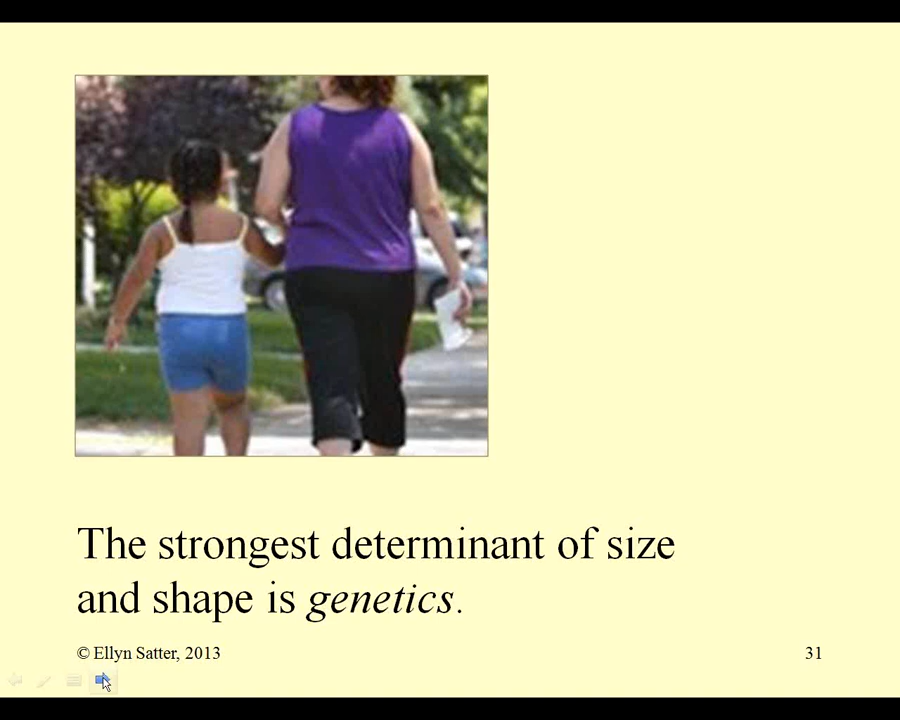 The strongest determinant of size
and shape is genetics.
© Ellyn Satter, 2013
31